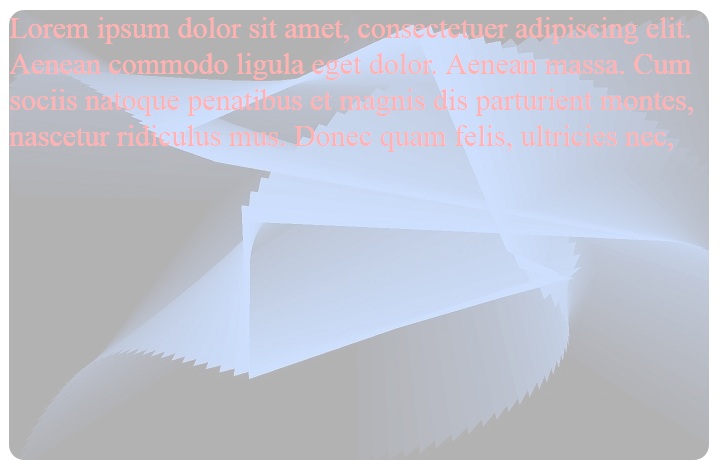 Lorem ipsum dolor sit amet, consectetuer adipiscing elit.
Aenean commodo ligula eget dolor. Aenean massa. Cum
sociis natoque penatibus et magnis dis parturient montes,
nascetur ridiculus mus. Donec quam felis, ultricies nec,